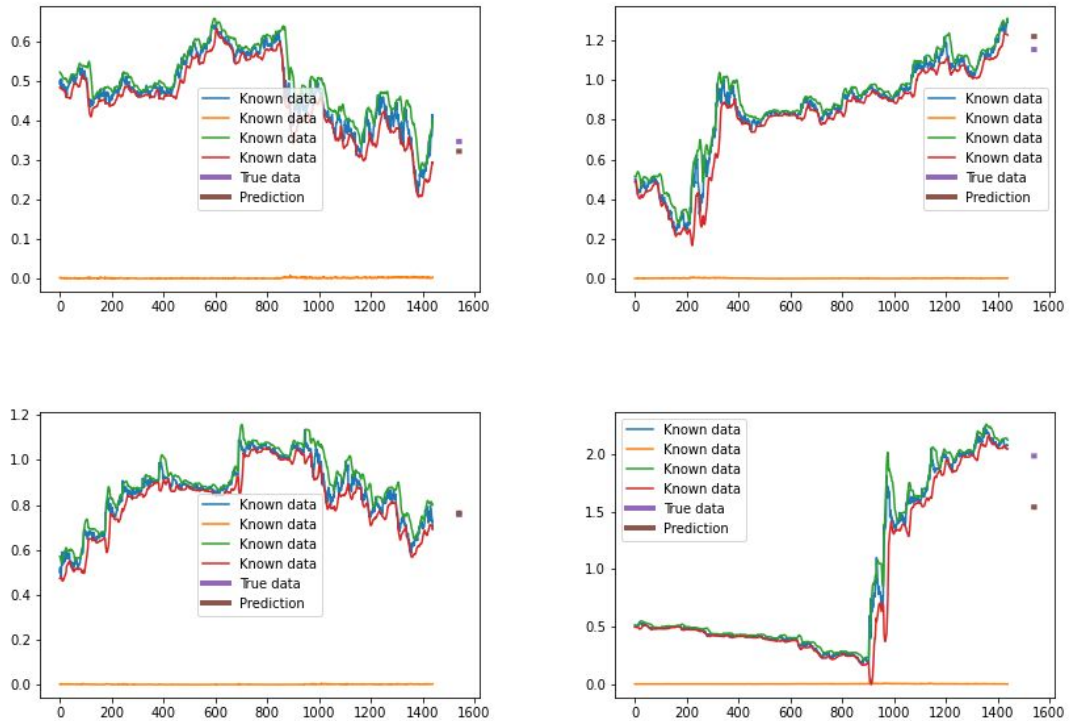 0.6
0.5
0.4
0.3
0.2
0.1
0.0
Known data
Known data
Known data
Known data
True data
Prediction
0 200 400 600 800 1000 1200 1400 1600
1.2
1.0
0.8
0.6
0.4
0.2
0.0
Known data
Known data
Known data
Known data
True data
Prediction
0 200 400 600 800 1000 1200 1400 1600
1.2
1.0
0.8
0.6
0.4
0.2
0.0
Known data
Known data
Known data
Known data
True data
Prediction
0 200 400 600 800 1000 1200 1400 1600
2.0
1.5
1.0
0.5
0.0
Known data
Known data
Known data
Known data
True data
Prediction
0 200 400 600 800 1000 1200 1400 1600